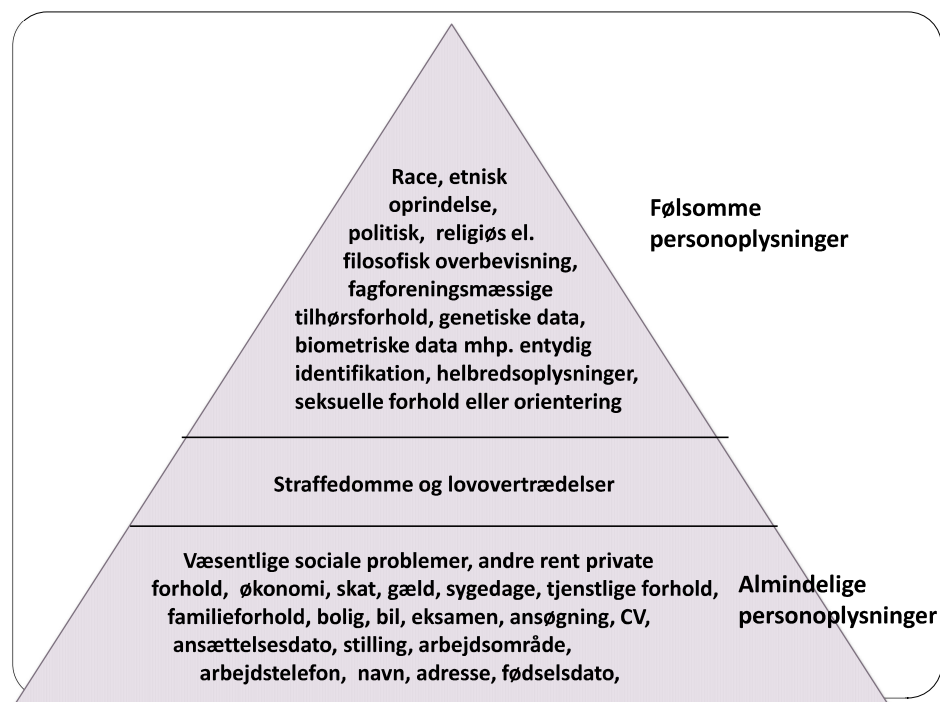 Race, etnisk
oprindelse,
politisk, religiøs el.
filosofisk overbevisning,
fagforeningsmæssige
tilhørsforhold, genetiske data,
biometriske data mhp. entydig
identifikation, helbredsoplysninger,
seksuelle forhold eller orientering
Følsomme
personoplysninger
Straffedomme og lovovertrædelser
Væsentlige sociale problemer, andre rent private
forhold, økonomi, skat, gæld, sygedage, tjenstlige forhold,
familieforhold, bolig, bil, eksamen, ansøgning, CV,
ansættelsesdato, stilling, arbejdsområde,
arbejdstelefon, navn, adresse, fødselsdato,
Almindelige
personoplysninger